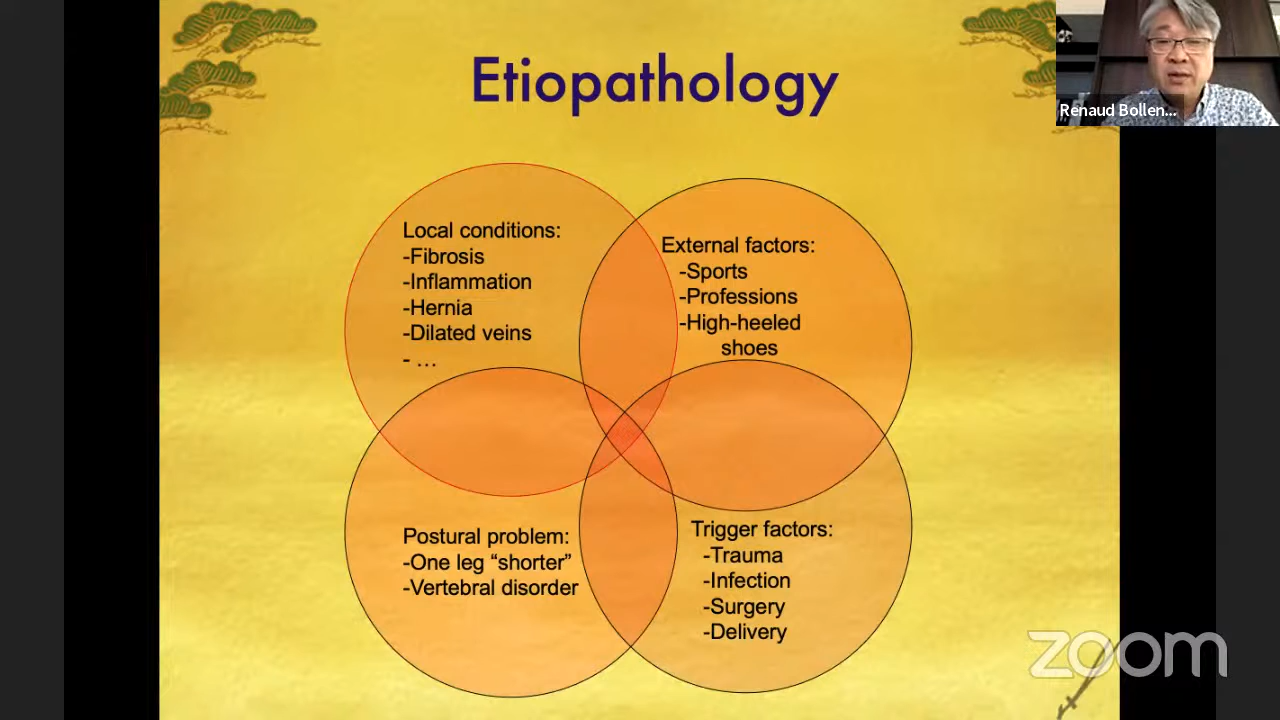 Etiopathology
Renaud Bollen...
Local conditions:
-Fibrosis
-Inflammation
-Hernia
-Dilated veins
- ...
External factors:
-Sports
-Professions
-High-heeled
shoes
Postural problem:
-One leg “shorter”
-Vertebral disorder
Trigger factors:
-Trauma
-Infection
-Surgery
-Delivery
zoom